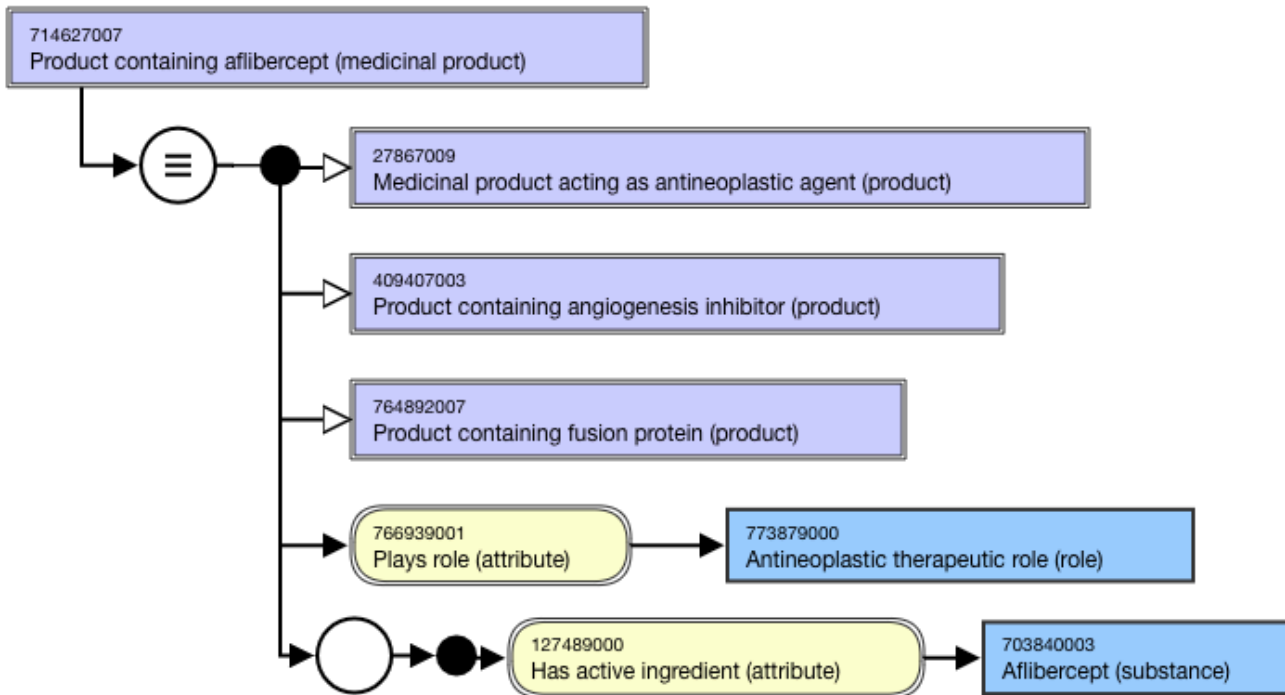 714627007
Product containing aflibercept (medicinal product)
27867009
Medicinal product acting as antineoplastic agent (product)
409407003
Product containing angiogenesis inhibitor (product)
764892007
Product containing fusion protein (product)
766939001
Plays role (attribute)
773879000
Antineoplastic therapeutic role (role)
127489000
Has active ingredient (attribute)
703840003
Aflibercept (substance)